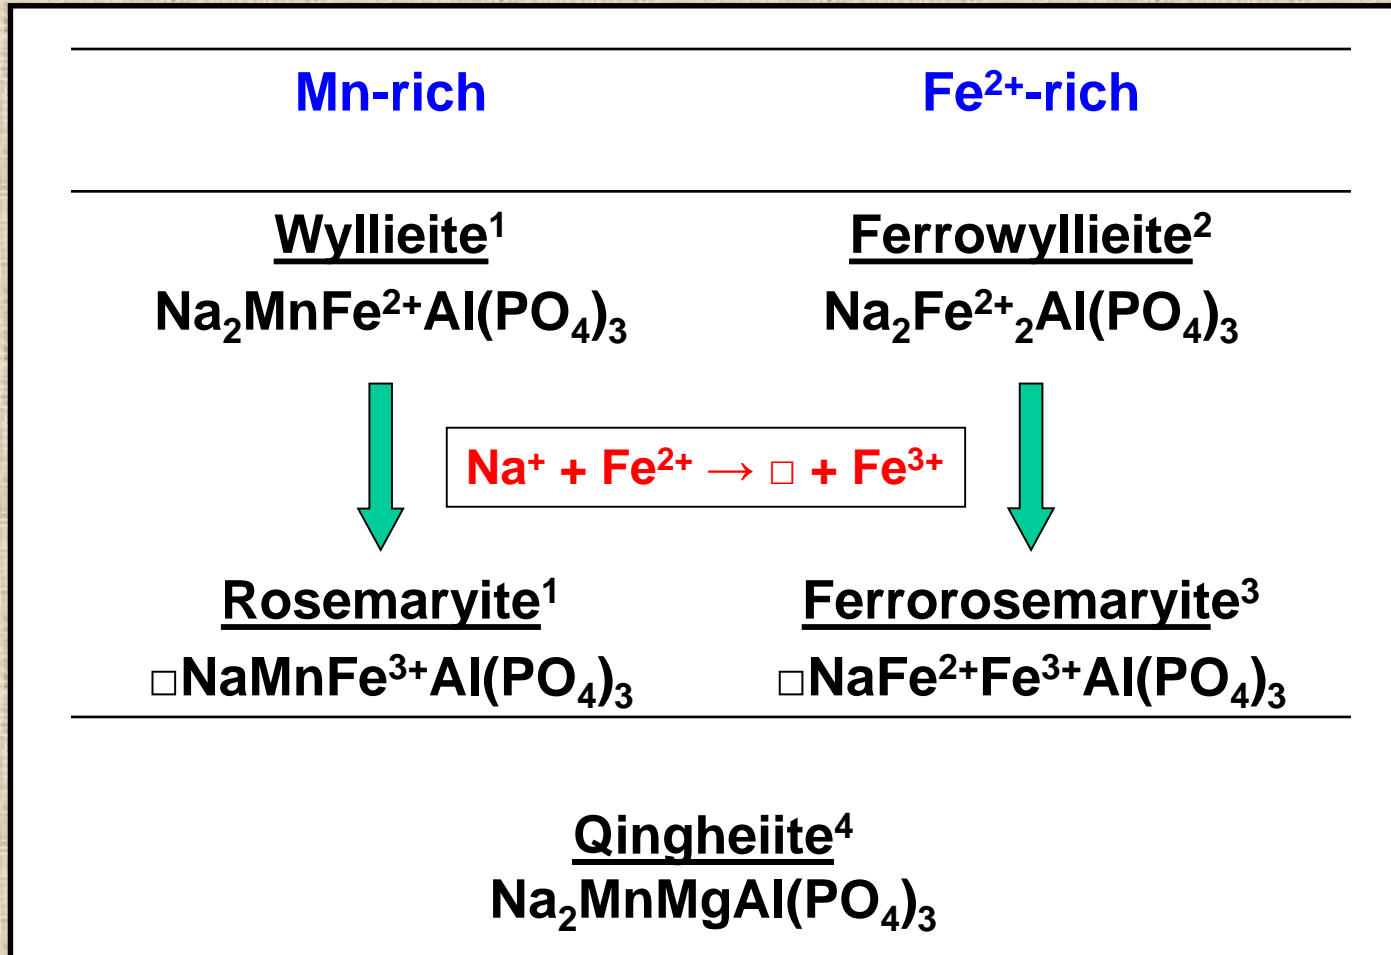 Mn-rich Fe²⁺-rich
Wyllieite¹ Ferrowyllieite²
Na₂MnFe²⁺Al(PO₄)₃ Na₂Fe²⁺₂Al(PO₄)₃
Na⁺ + Fe²⁺ → □ + Fe³⁺
Rosemaryite¹ Ferrorosemaryite³
□NaMnFe³⁺Al(PO₄)₃ □NaFe²⁺Fe³⁺Al(PO₄)₃
Qingheiite⁴
Na₂MnMgAl(PO₄)₃